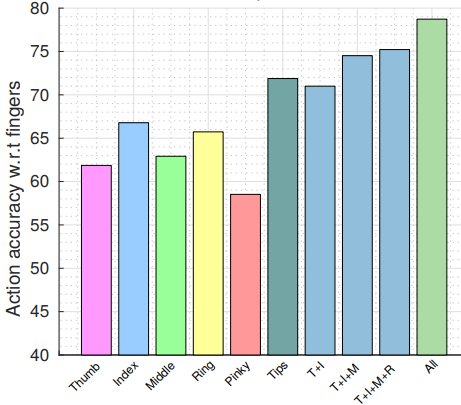 Action accuracy w.r.t fingers
80
75
70
65
60
55
50
45
40
Thumb
Index
Middle
Ring
Pinky
Tips
T+I
T+I+M
T+I+M+R
All